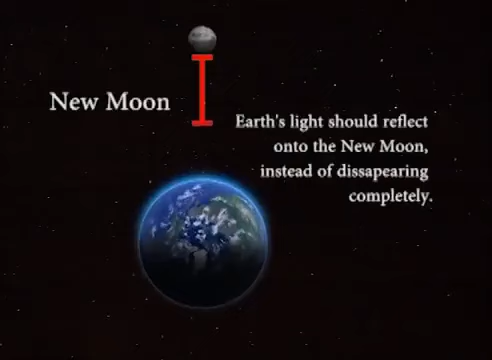 New Moon
Earth's light should reflect
onto the New Moon,
instead of dissapearing
completely.